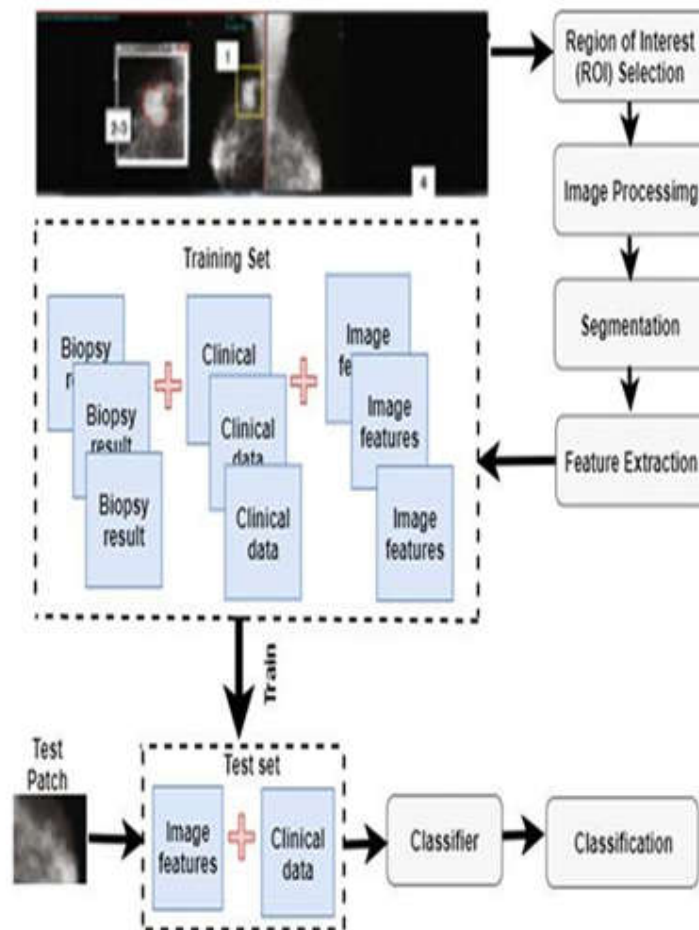 1
2-3
4
Region of Interest
(ROI) Selection
Image Processimg
Segmentation
Feature Extraction
Training Set
Biopsy
Biopsy
result
Biopsy
result
Clinical
Clinical
data
Clinical
data
Image
Image
features
Image
features
Train
Test
Patch
Test set
Image
features
Clinical
data
Classifier
Classification